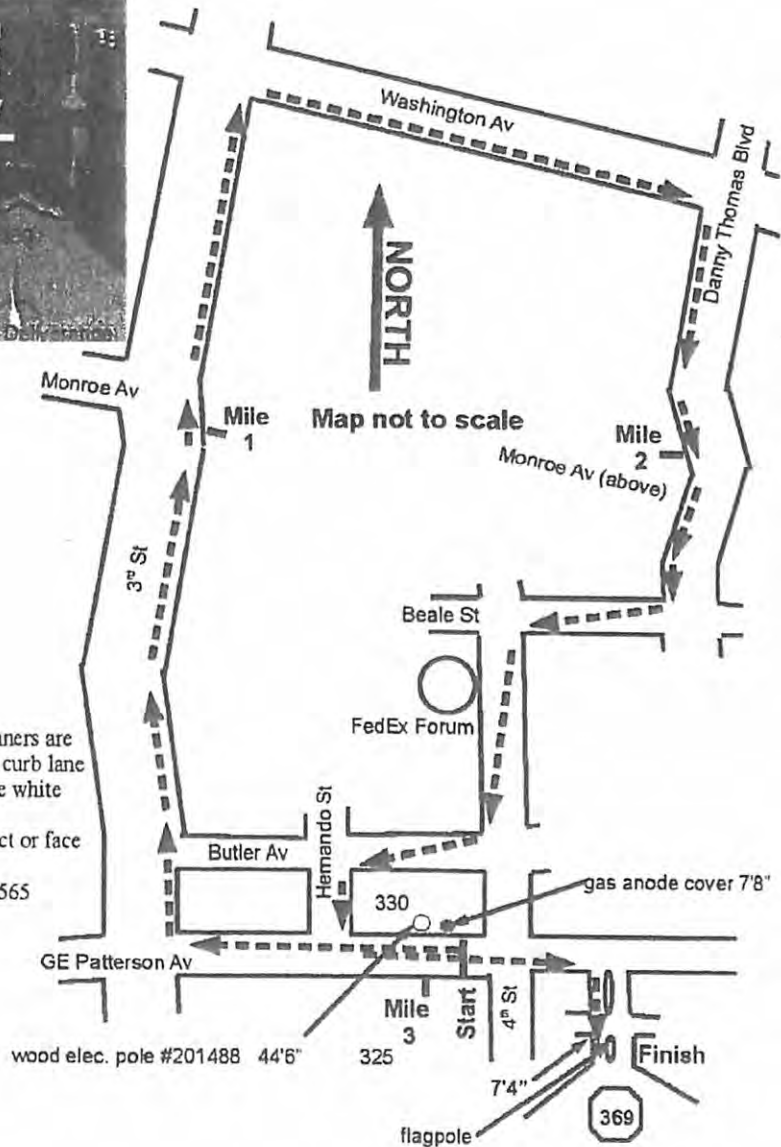 Washington Av
Danny Thomas Blvd
Deliverance!
NORTH
Monroe Av
Mile
1
Map not to scale
Mile
2
Monroe Av (above)
3rd St
Beale St
FedEx Forum
ners are
curb lane
e white
ct or face
565
Butler Av
Hernando St
330
gas anode cover 7'8"
GE Patterson Av
Mile
3
Start
4th St
wood elec. pole #201488 44'6" 325
Finish
7'4"
369
flagpole